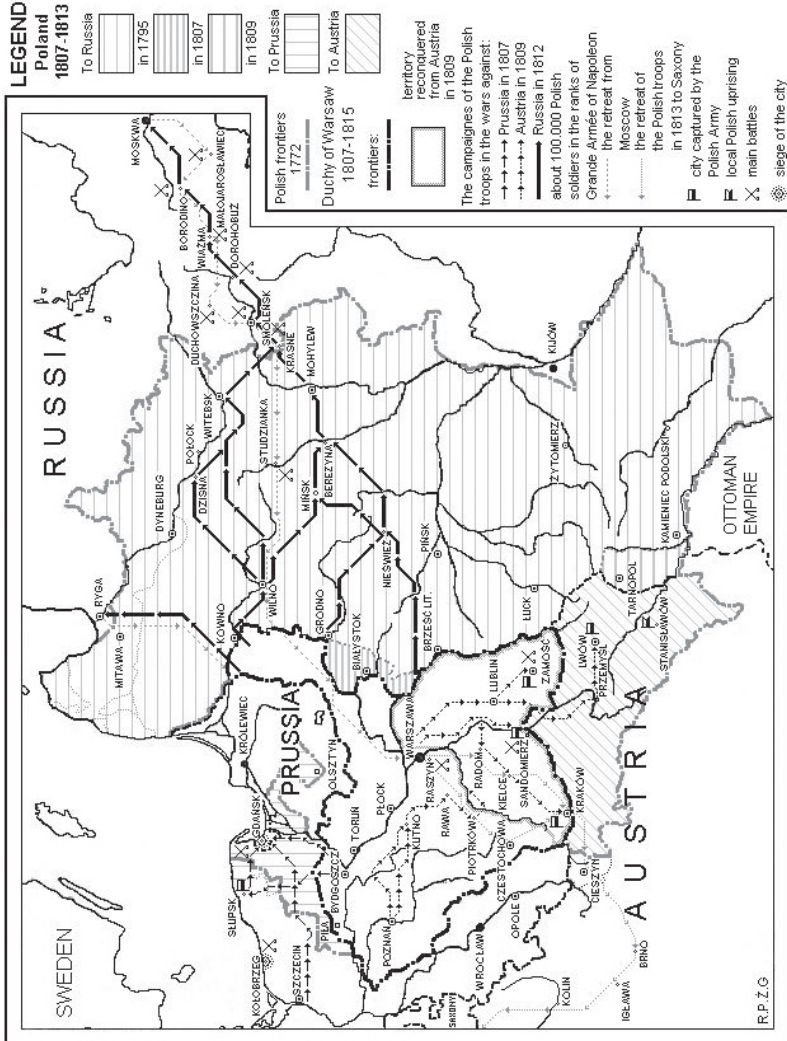 LEGEND
Poland
1807-1813
To Russia
in 1795
in 1807
in 1809
To Prussia
To Austria
Polish frontiers
1772
Duchy of Warsaw
1807-1815
frontiers:
territory
reconquered
from Austria
in 1809
The campaignes of the Polish
troops in the wars against:
Prussia in 1807
Austria in 1809
Russia in 1812
about 100,000 Polish
soldiers in the ranks of
Grande Armée of Napoleon
the retreat from
Moscow
the retreat of
the Polish troops
in 1813 to Saxony
city captured by the
Polish Army
local Polish uprising
main battles
siege of the city
SWEDEN
RUSSIA
PRUSSIA
AUSTRIA
OTTOMAN
EMPIRE
SAXONY
MOSKWA
BORODINO
MAŁOJAROSŁAWIEC
WIAŹMA
DOROHOBUŻ
DUCHOWSZCZINA
SMOLEŃSK
KRASNE
MOHYLEW
WITEBSK
POŁOCK
DZISNA
DYNEBURG
STUDZIANKA
MIŃSK
BEREZYNA
RYGA
MITAWA
KOWNO
WILNO
GRODNO
NIEŚWIEŻ
BIAŁYSTOK
BRZEŚĆ LIT.
PIŃSK
KIJÓW
ŻYTOMIERZ
KAMIENIEC PODOLSKI
ŁUCK
TARNOPOL
STANISŁAWÓW
LWÓW
PRZEMYŚL
ZAMOŚĆ
LUBLIN
WARSZAWA
RASZYN
RADOM
SANDOMIERZ
KIELCE
KRAKÓW
RAWA
PIOTRKÓW
CZĘSTOCHOWA
KUTNO
PŁOCK
TORUŃ
OLSZTYN
KRÓLEWIEC
GDAŃSK
SŁUPSK
KOŁOBRZEG
SZCZECIN
PIŁA
BYDGOSZCZ
POZNAŃ
WROCŁAW
OPOLE
CIESZYN
KOLIN
IGŁAWA
BRNO
R.P.Ż.G